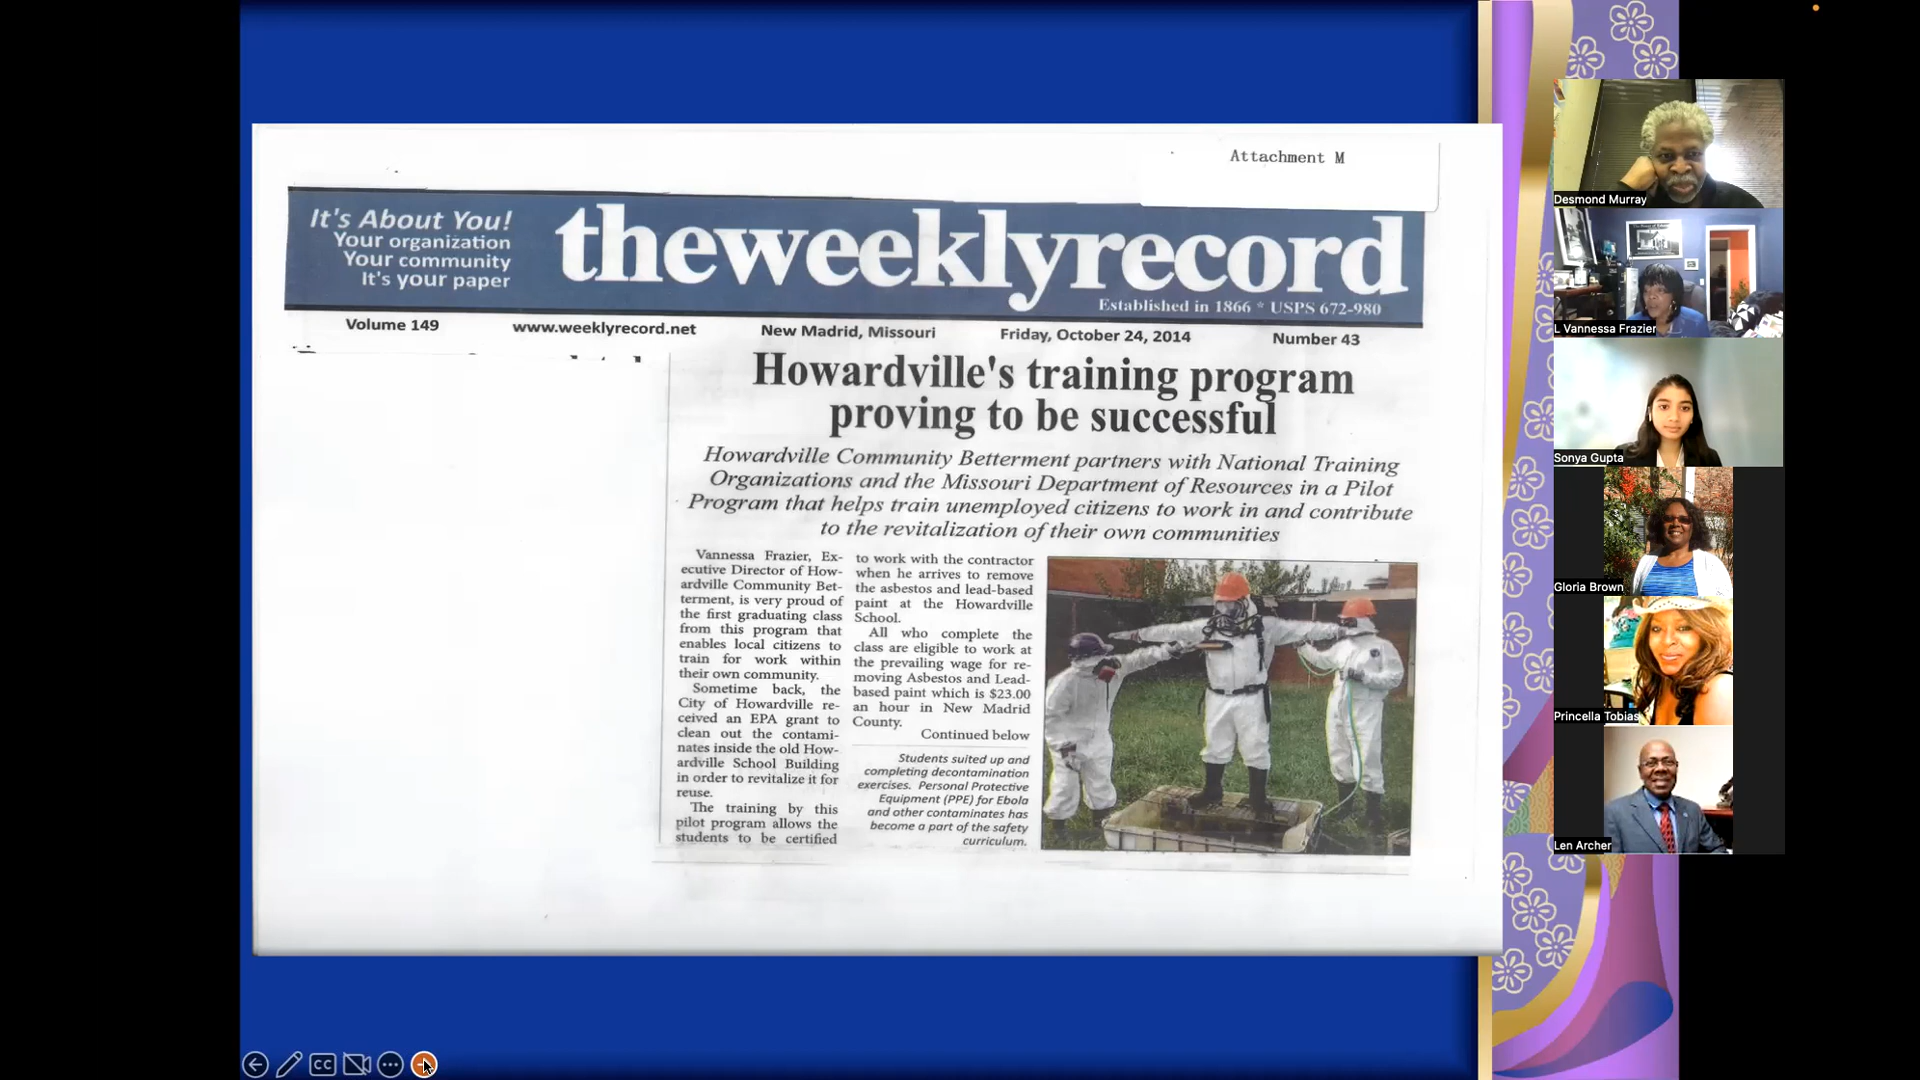 Attachment M
It's About You!
Your organization
Your community
It's your paper
theweeklyrecord
Established in 1866 * USPS 672-980
Volume 149 www.weeklyrecord.net New Madrid, Missouri Friday, October 24, 2014 Number 43
Howardville's training program
proving to be successful
Howardville Community Betterment partners with National Training
Organizations and the Missouri Department of Resources in a Pilot
Program that helps train unemployed citizens to work in and contribute
to the revitalization of their own communities
Vannessa Frazier, Ex-
ecutive Director of How-
ardville Community Bet-
terment, is very proud of
the first graduating class
from this program that
enables local citizens to
train for work within
their own community.
Sometime back, the
City of Howardville re-
ceived an EPA grant to
clean out the contami-
nates inside the old How-
ardville School Building
in order to revitalize it for
reuse.
The training by this
pilot program allows the
students to be certified
to work with the contractor
when he arrives to remove
the asbestos and lead-based
paint at the Howardville
School.
All who complete the
class are eligible to work at
the prevailing wage for re-
moving Asbestos and Lead-
based paint which is $23.00
an hour in New Madrid
County.
Continued below
Students suited up and
completing decontamination
exercises. Personal Protective
Equipment (PPE) for Ebola
and other contaminates has
become a part of the safety
curriculum.
Desmond Murray
L Vannessa Frazier
Sonya Gupta
Gloria Brown
Princella Tobias
Len Archer
CC